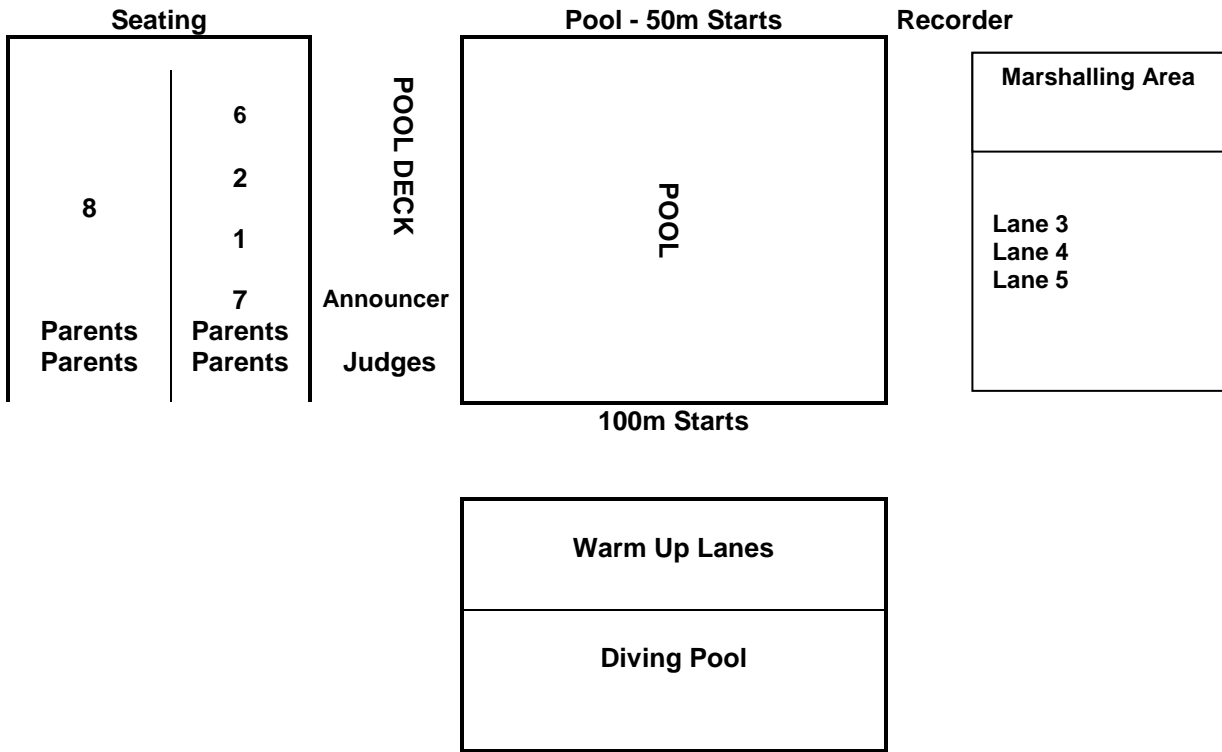 Seating
Pool - 50m Starts
Recorder
6
2
8
1
7
Parents
Parents
Parents
Parents
POOL DECK
Announcer
Judges
POOL
100m Starts
Marshalling Area
Lane 3
Lane 4
Lane 5
Warm Up Lanes
Diving Pool